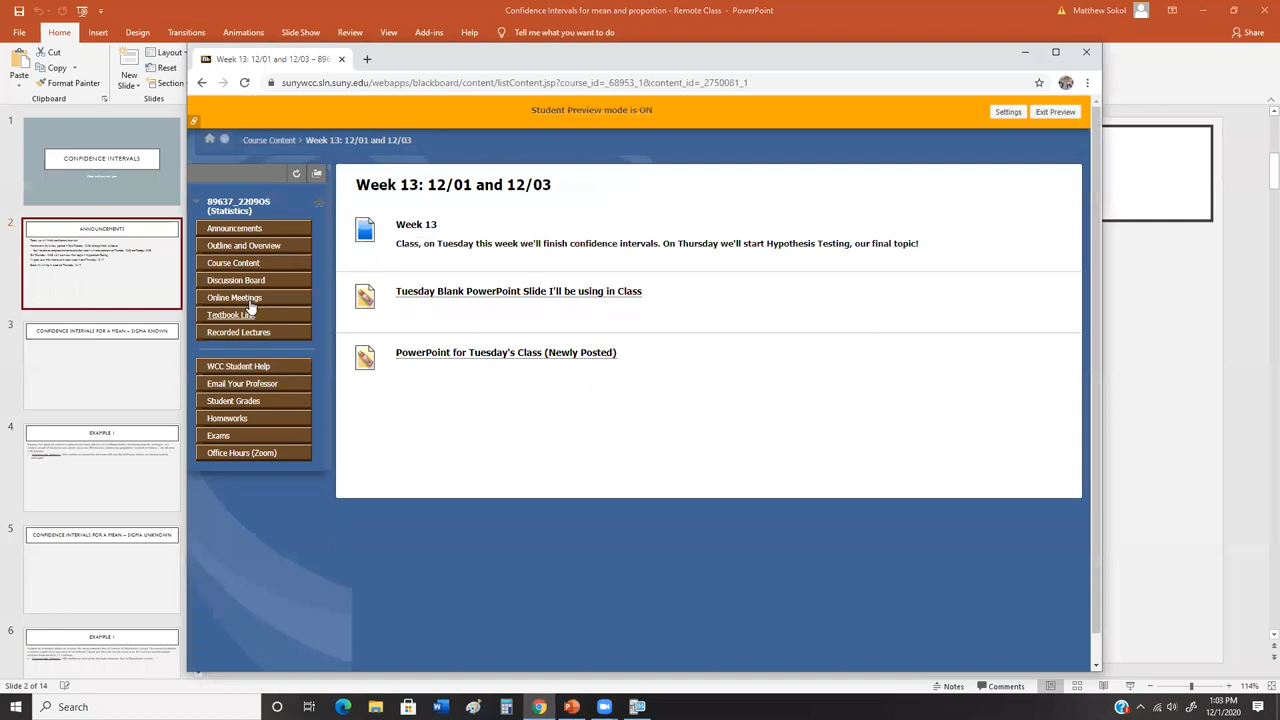 Confidence Intervals for mean and proportion - Remote Class - PowerPoint
Matthew Sokol
File Home Insert Design Transitions Animations Slide Show Review View Add-ins Help Tell me what you want to do Share
Paste
Cut
Copy
Format Painter
Clipboard
New
Slide
Layout
Reset
Section
Slides
1
CONFIDENCE INTERVALS
2
ANNOUNCEMENTS
3
CONFIDENCE INTERVALS FOR A MEAN – SIGMA KNOWN
4
EXAMPLE 1
5
CONFIDENCE INTERVALS FOR A MEAN – SIGMA UNKNOWN
6
EXAMPLE 1
Week 13: 12/01 and 12/03 – 896
sunywcc.sln.suny.edu/webapps/blackboard/content/listContent.jsp?course_id=_68953_1&content_id=_2750081_1
Student Preview mode is ON
Settings
Exit Preview
Course Content
Week 13: 12/01 and 12/03
89637_2209OS
(Statistics)
Announcements
Outline and Overview
Course Content
Discussion Board
Online Meetings
Textbook
Recorded Lectures
WCC Student Help
Email Your Professor
Student Grades
Homeworks
Exams
Office Hours (Zoom)
Week 13: 12/01 and 12/03
Week 13
Class, on Tuesday this week we'll finish confidence intervals. On Thursday we'll start Hypothesis Testing, our final topic!
Tuesday Blank PowerPoint Slide I'll be using in Class
PowerPoint for Tuesday's Class (Newly Posted)
Slide 2 of 14
Notes
Comments
114%
Search
1:03 PM
12/1/2020